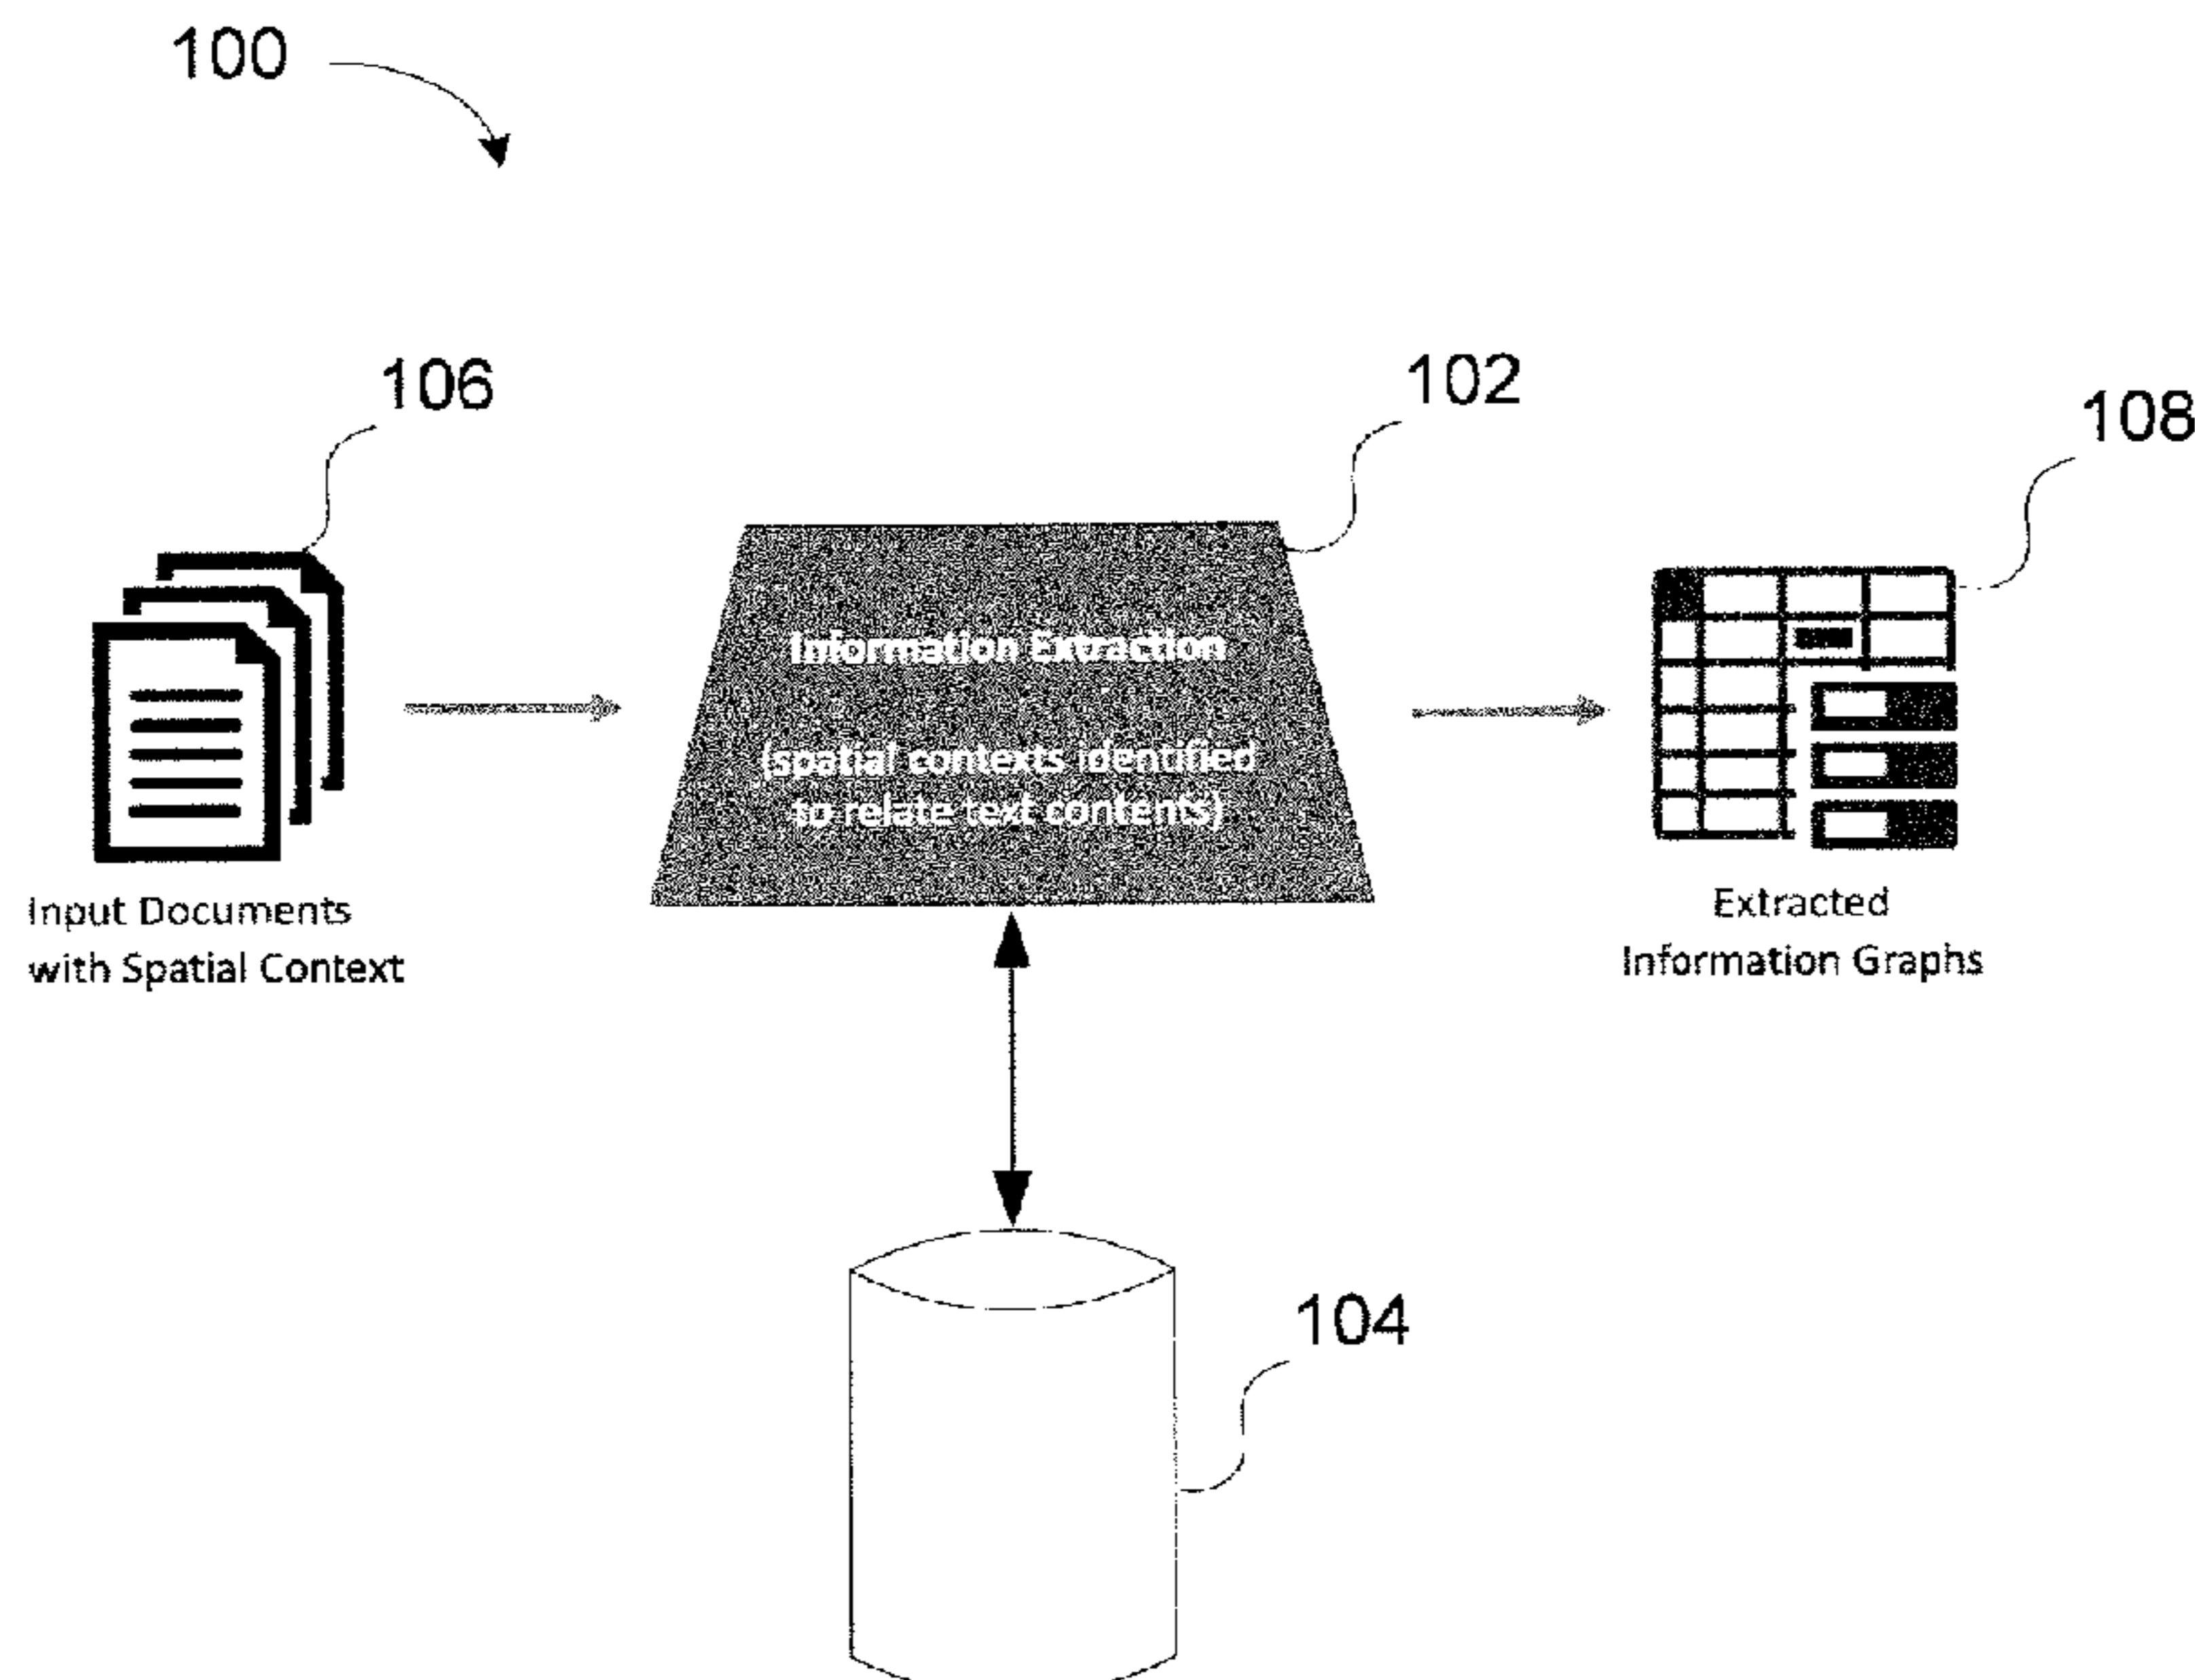 100
106
102
108
Information Extraction
(spatial contexts identified
to relate text contents)
Input Documents
with Spatial Context
Extracted
Information Graphs
104